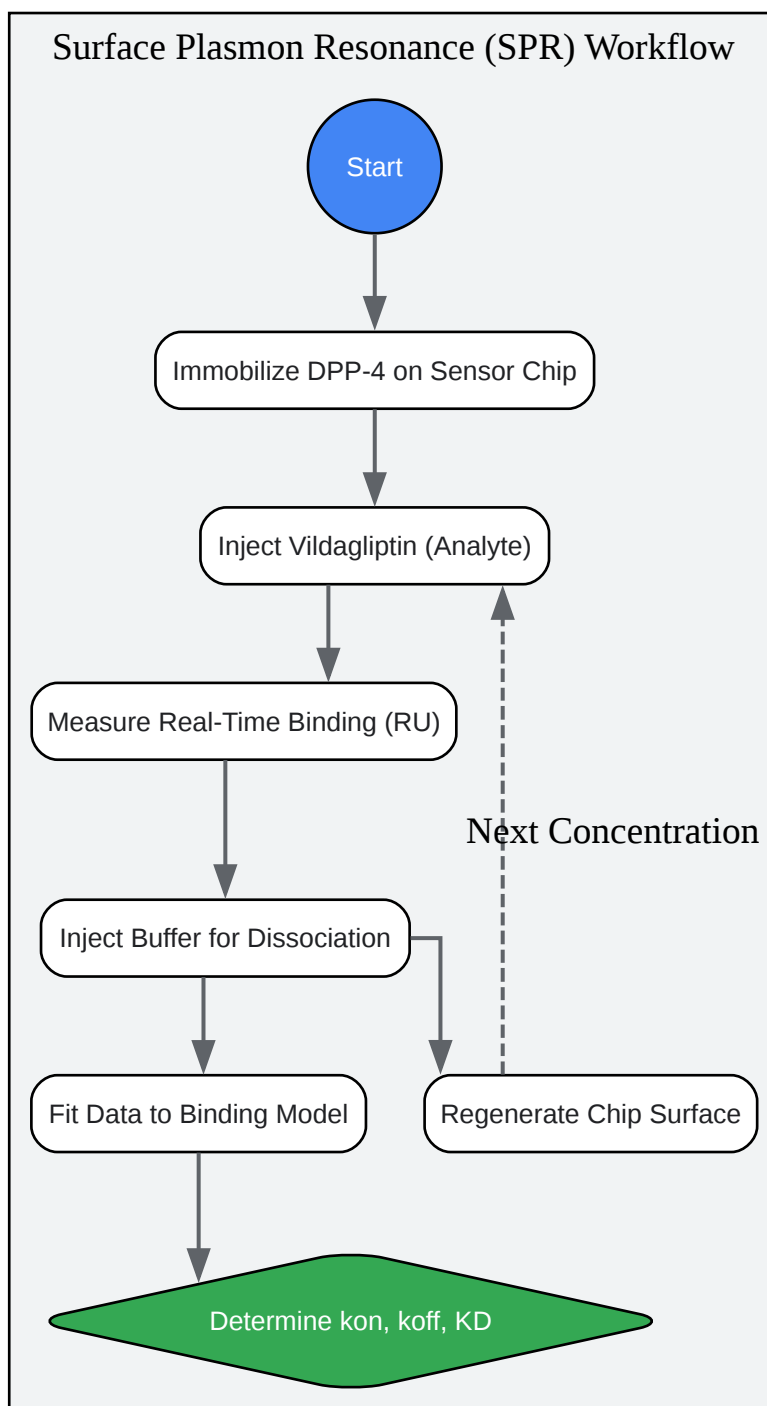 Surface Plasmon Resonance (SPR) Workflow
Start
Immobilize DPP-4 on Sensor Chip
Inject Vildagliptin (Analyte)
Measure Real-Time Binding (RU)
Next Concentration
Inject Buffer for Dissociation
Fit Data to Binding Model
Regenerate Chip Surface
Determine kon, koff, KD